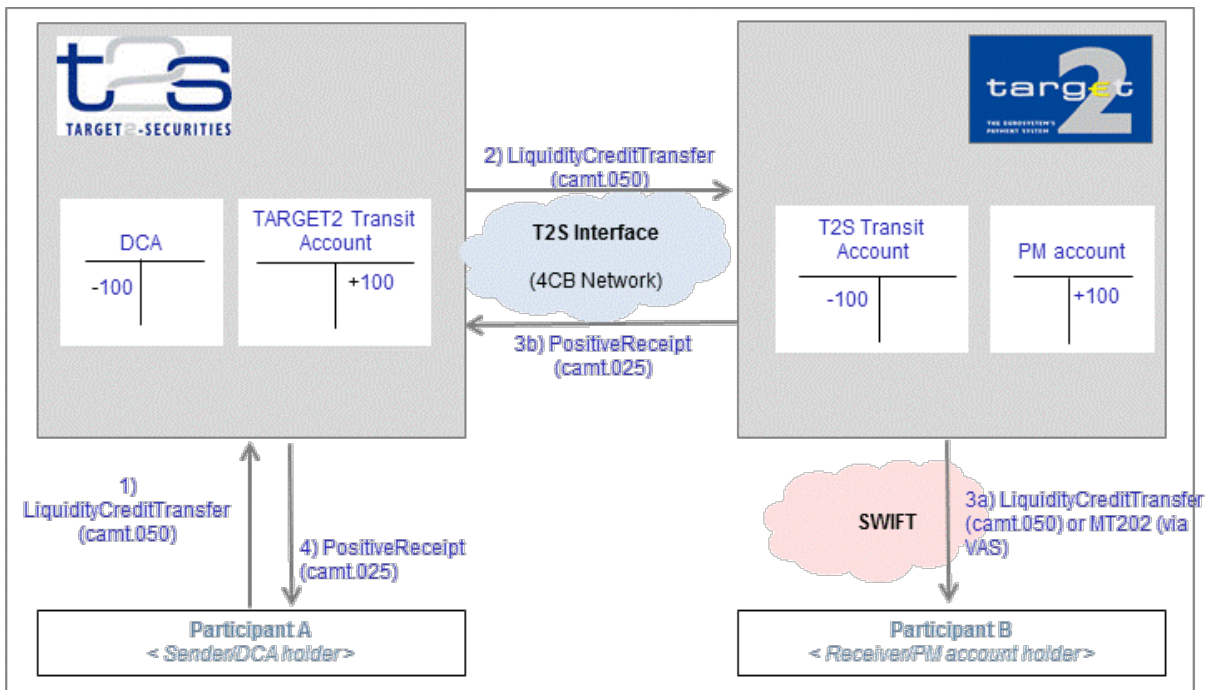 t2s
TARGET2-SECURITIES
target
2
THE EUROSYSTEM'S
PAYMENT SYSTEM
2) LiquidityCreditTransfer
(camt.050)
T2S Interface
(4CB Network)
3b) PositiveReceipt
(camt.025)
DCA
-100
TARGET2 Transit
Account
+100
T2S Transit
Account
-100
PM account
+100
1)
LiquidityCreditTransfer
(camt.050)
4) PositiveReceipt
(camt.025)
SWIFT
3a) LiquidityCreditTransfer
(camt.050) or MT202 (via
VAS)
Participant A
< Sender/DCA holder>
Participant B
< Receiver/PM account holder>